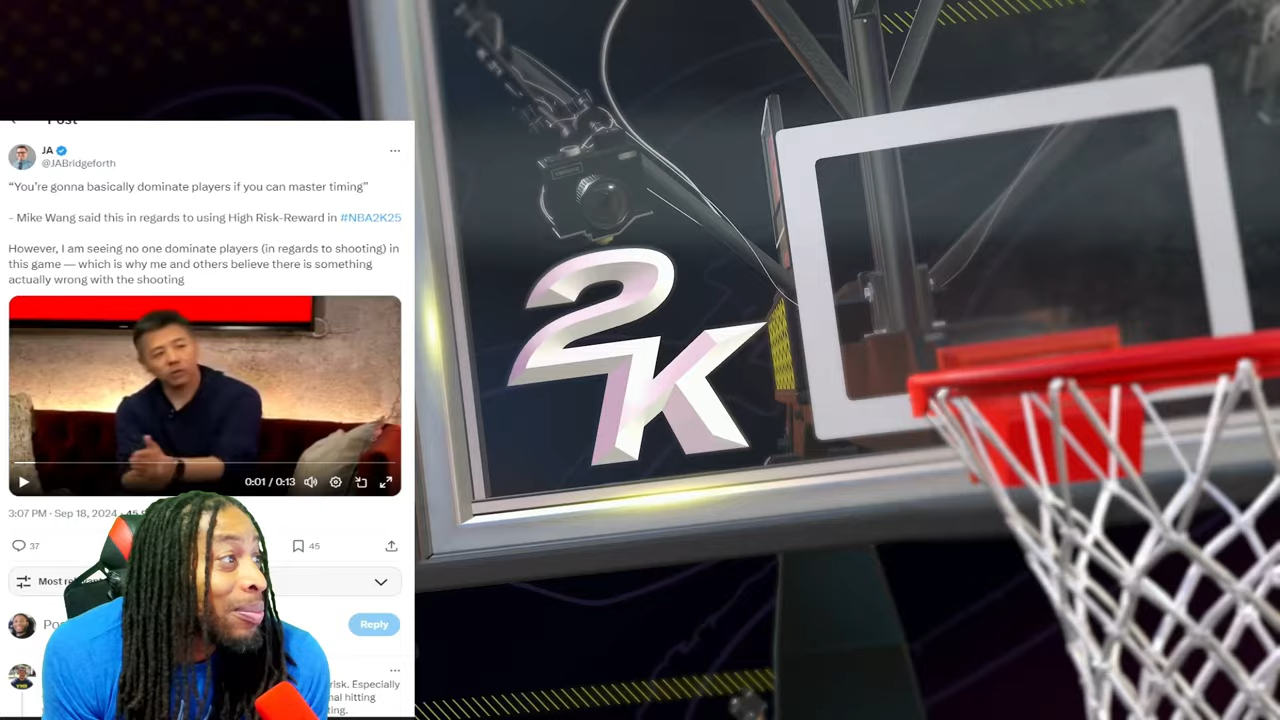 Post
JA
@JABridgeforth
“You’re gonna basically dominate players if you can master timing”
- Mike Wang said this in regards to using High Risk-Reward in #NBA2K25
However, I am seeing no one dominate players (in regards to shooting) in
this game — which is why me and others believe there is something
actually wrong with the shooting
0:01 / 0:13
3:07 PM · Sep 18, 2024
37
45
Most
Reply
risk. Especially
hitting
2K